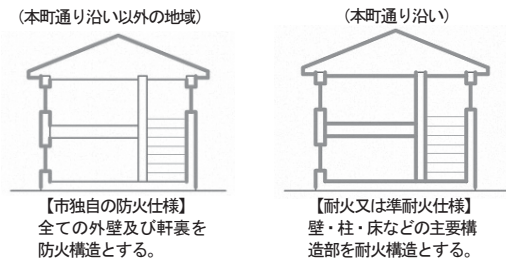 (本町通り沿い以外の地域)
【市独自の防火仕様】
全ての外壁及び軒裏を
防火構造とする。
(本町通り沿い)
【耐火又は準耐火仕様】
壁・柱・床などの主要構
造部を耐火構造とする。